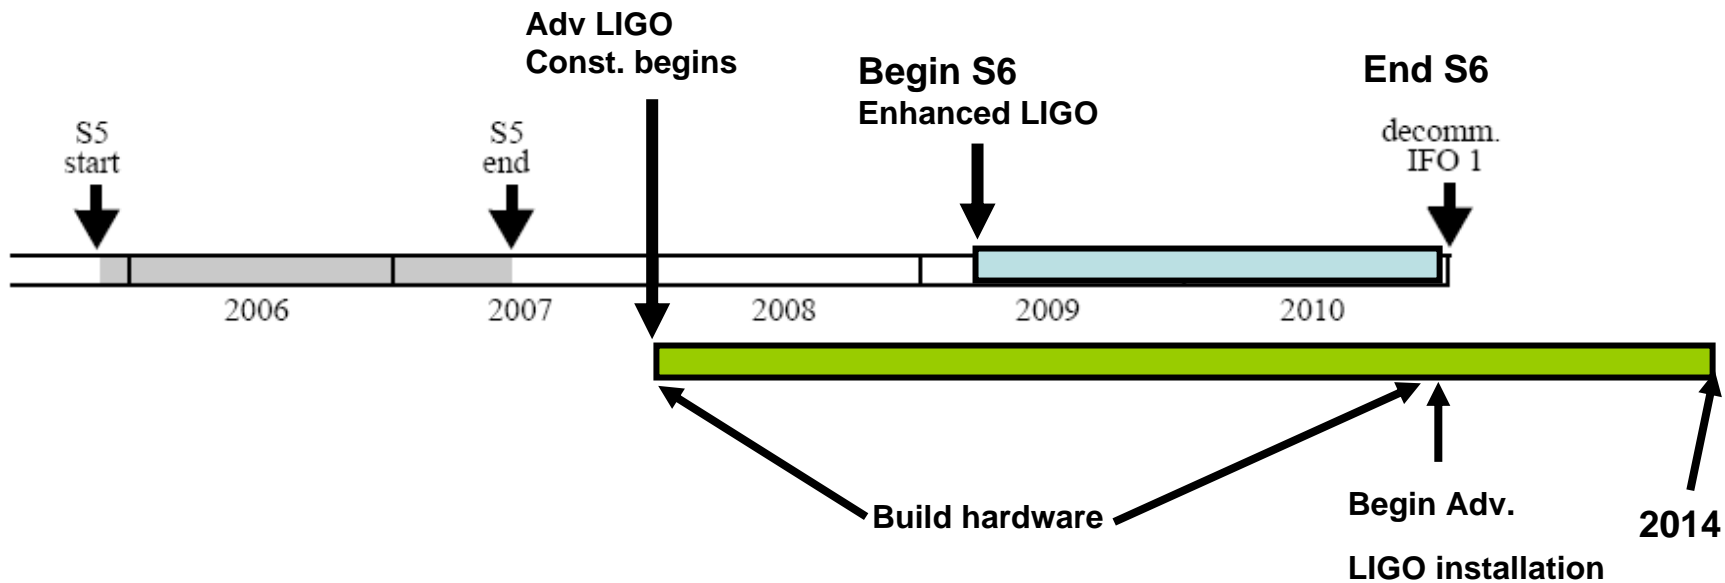 Adv LIGO
Const. begins
Begin S6
Enhanced LIGO
End S6
S5
start
S5
end
decomm.
IFO 1
2006
2007
2008
2009
2010
Build hardware
Begin Adv.
LIGO installation
2014